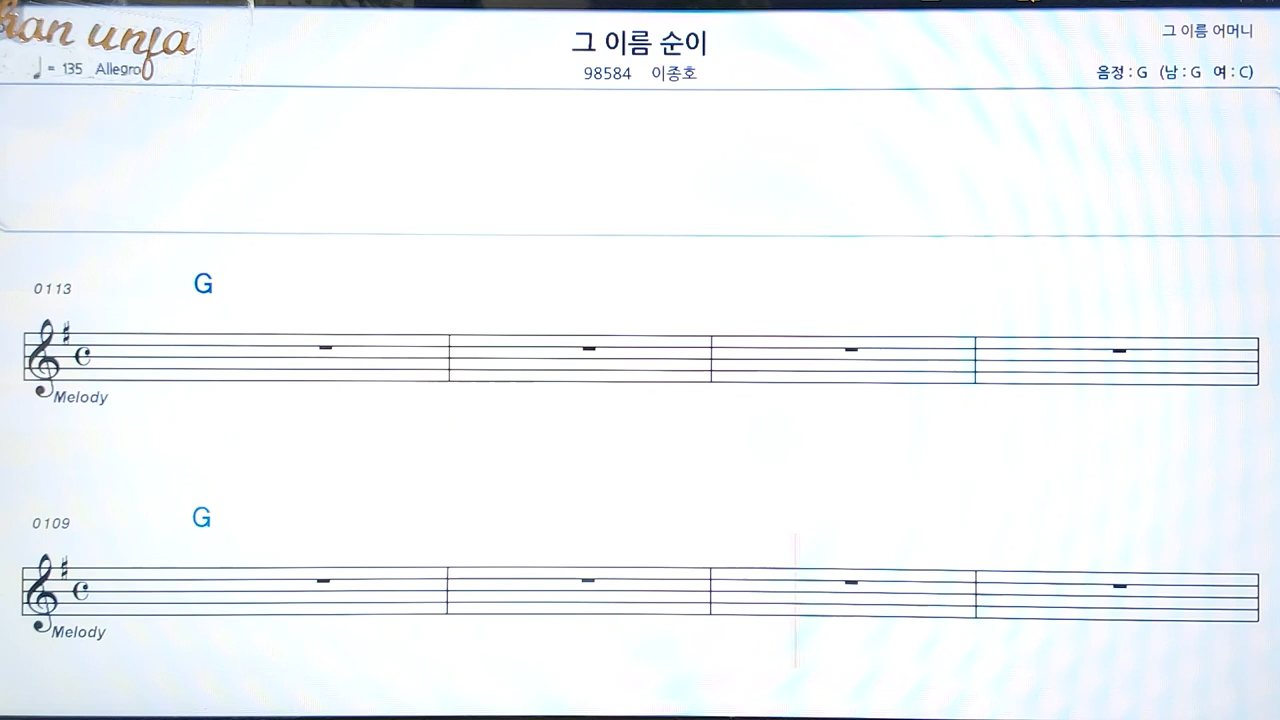 han unja
♩ = 135 Allegro
그 이름 순이
98584 이종호
그 이름 어머니
음정 : G (남 : G 여 : C)
0113 G
Melody
0109 G
Melody